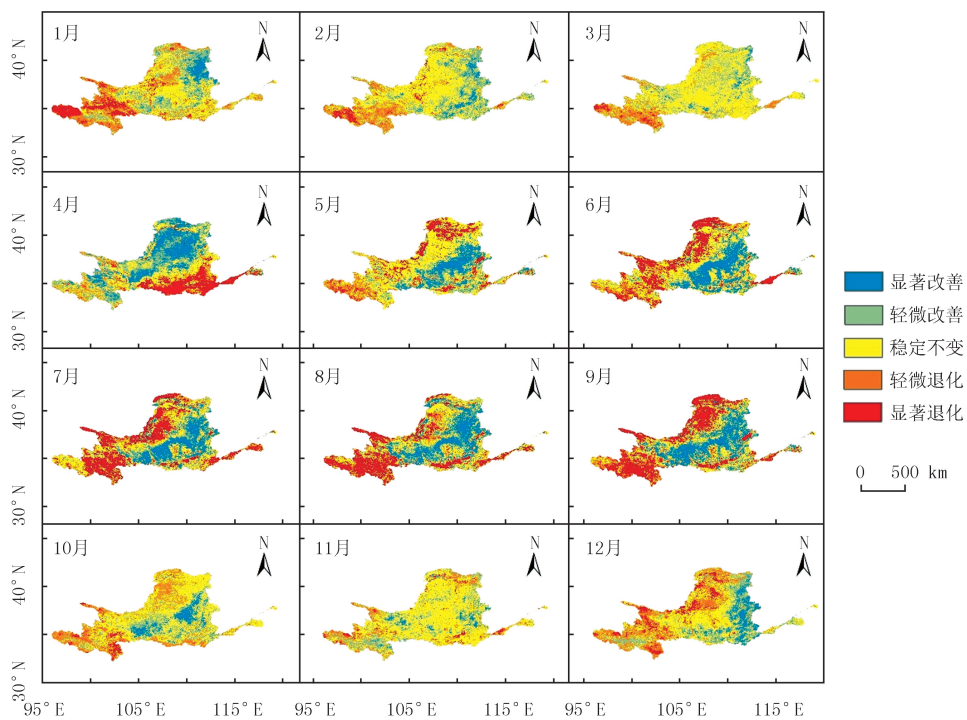 1月
N
2月
N
3月
N
40° N
30° N
4月
N
5月
N
6月
N
40° N
30° N
显著改善
轻微改善
稳定不变
轻微退化
显著退化
7月
N
8月
N
9月
N
40° N
30° N
0 500 km
10月
N
11月
N
12月
N
40° N
30° N
95° E 105° E 115° E 95° E 105° E 115° E 95° E 105° E 115° E